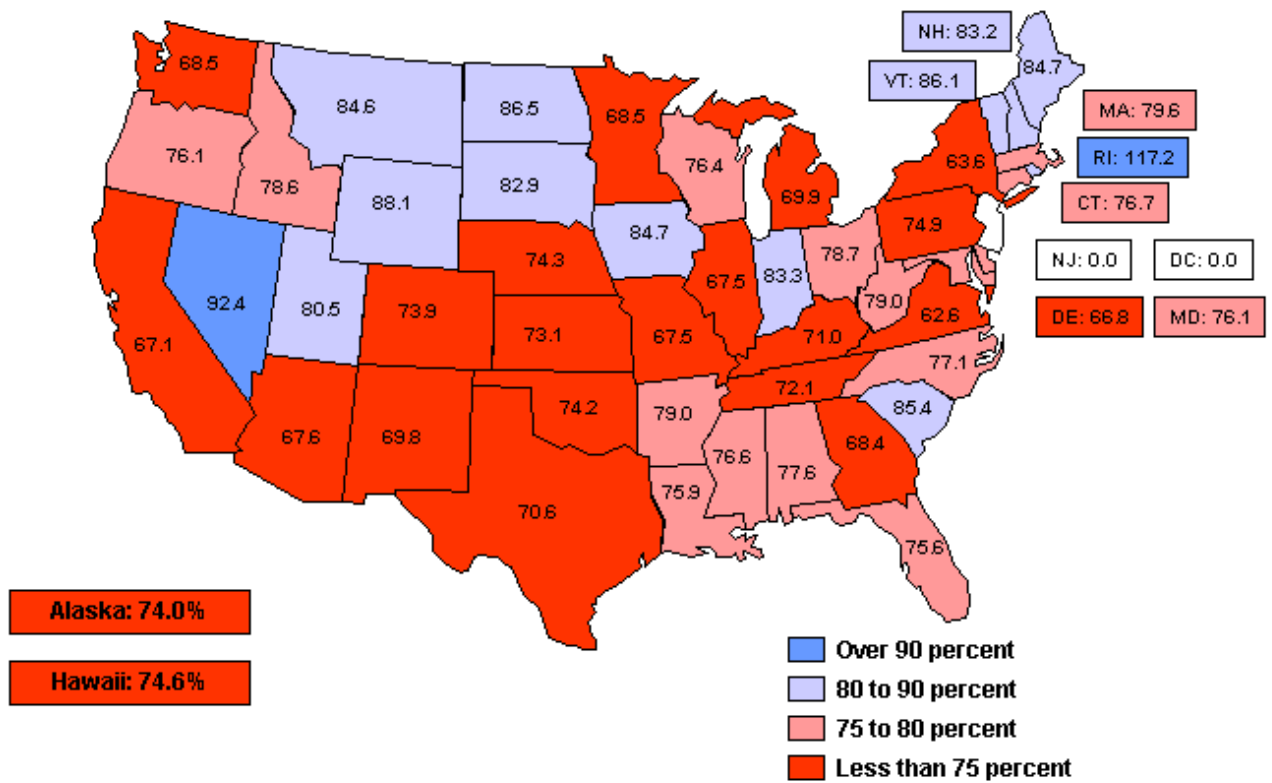 NH: 83.2
VT: 86.1
84.7
MA: 79.6
RI: 117.2
CT: 76.7
NJ: 0.0
DC: 0.0
DE: 66.8
MD: 76.1
68.5
84.6
86.5
68.5
76.4
69.9
63.6
76.1
78.6
88.1
82.9
84.7
74.9
92.4
80.5
73.9
74.3
67.5
83.3
78.7
79.0
62.6
67.1
73.1
67.5
71.0
77.1
67.6
69.8
74.2
79.0
72.1
85.4
76.6
77.6
68.4
70.6
75.9
75.6
Alaska: 74.0%
Hawaii: 74.6%
Over 90 percent
80 to 90 percent
75 to 80 percent
Less than 75 percent